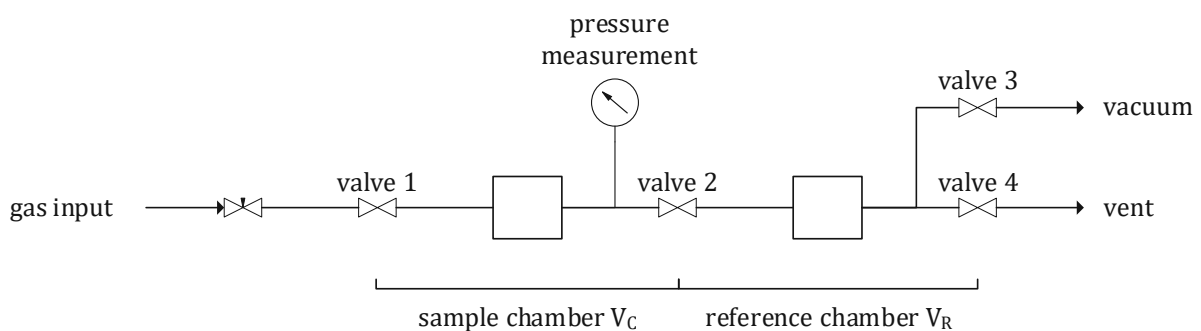 pressure
measurement
valve 3
vacuum
valve 1
valve 2
valve 4
gas input
vent
sample chamber V_C
reference chamber V_R